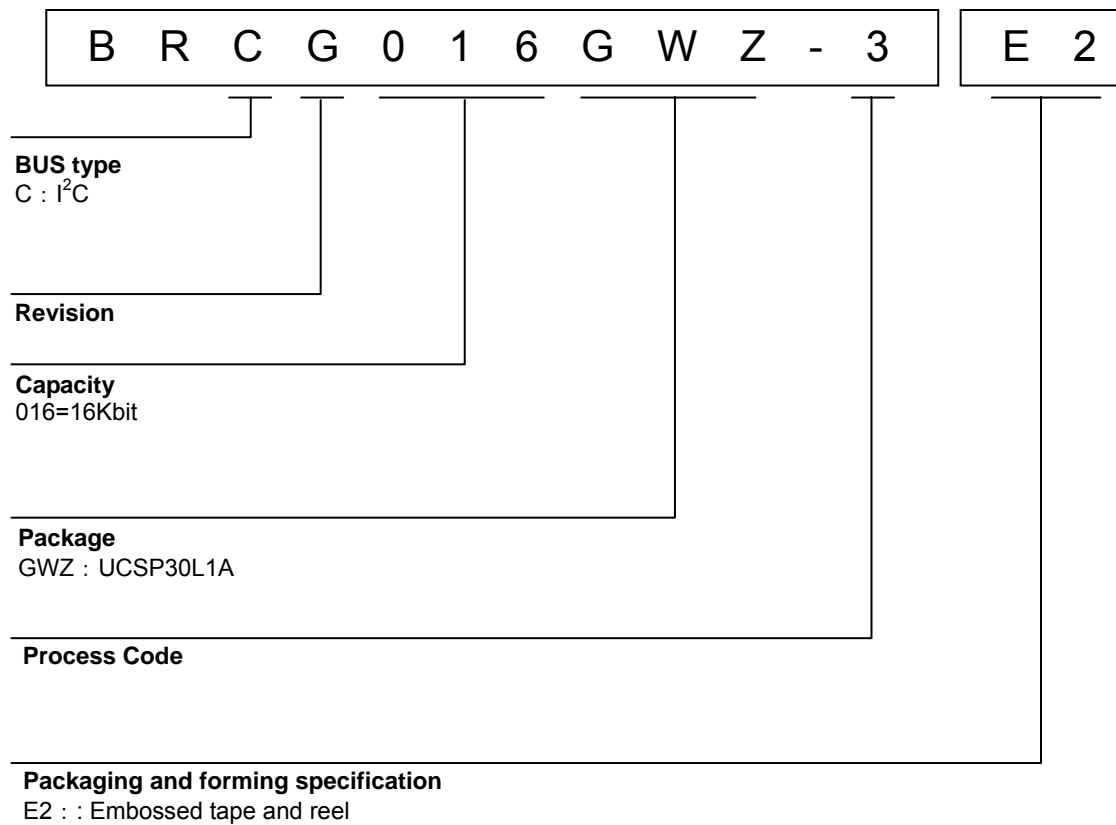 B R C G 0 1 6 G W Z - 3 E 2
BUS type
C : I²C
Revision
Capacity
016=16Kbit
Package
GWZ : UCSP30L1A
Process Code
Packaging and forming specification
E2 : : Embossed tape and reel